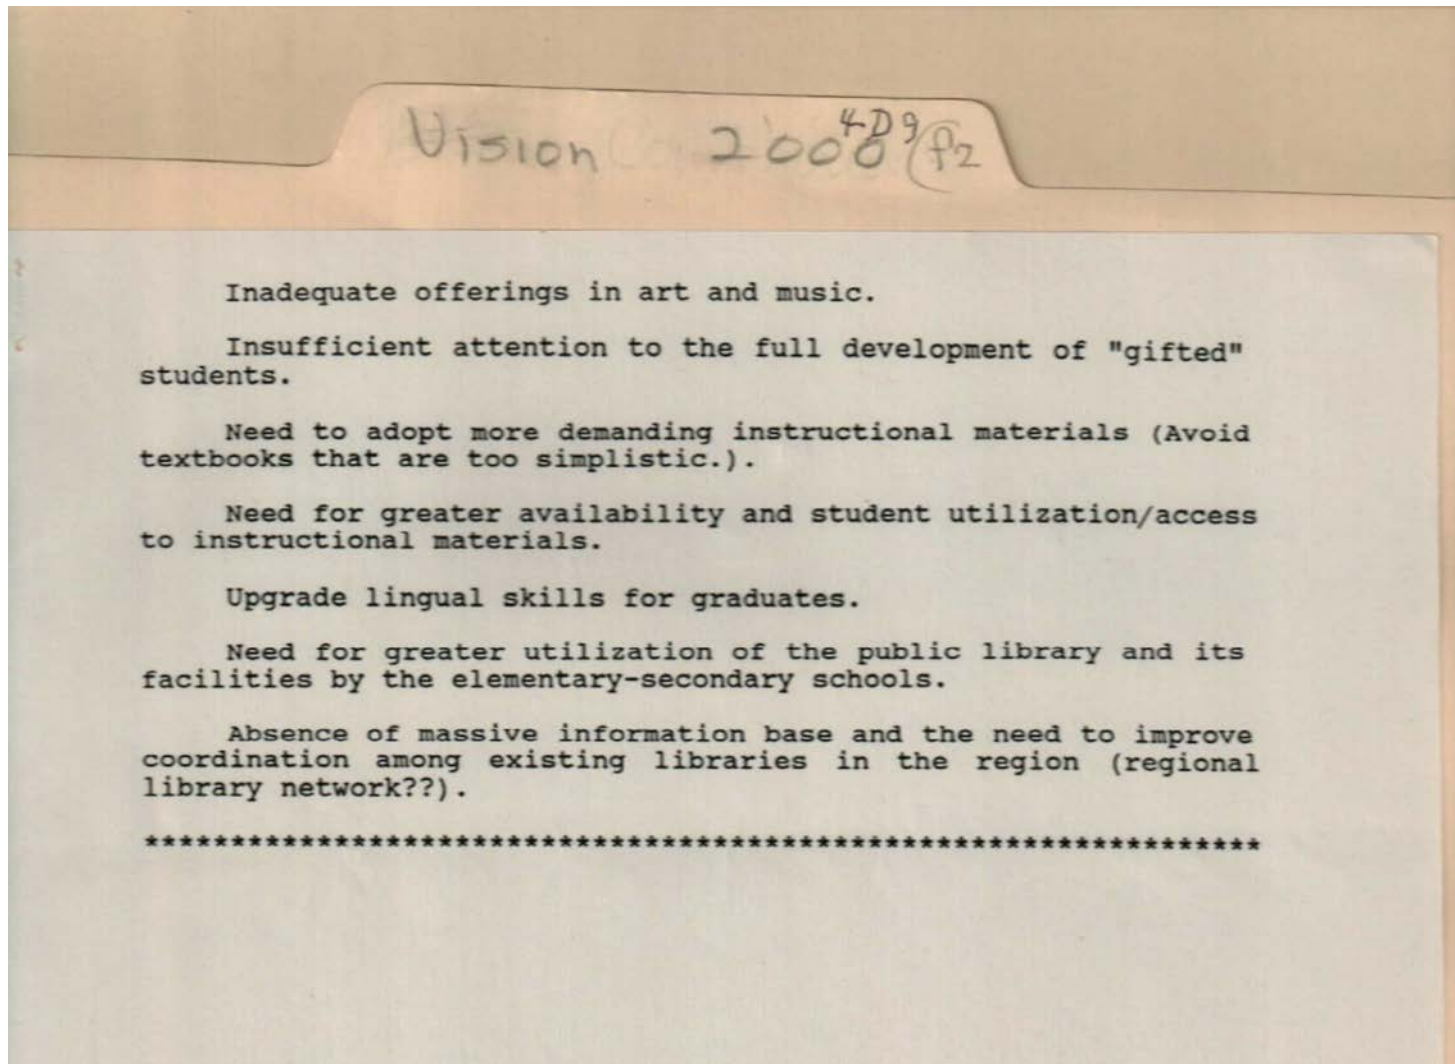 Vision 2000
4D9
f2
Inadequate offerings in art and music.
Insufficient attention to the full development of "gifted"
students.
Need to adopt more demanding instructional materials (Avoid
textbooks that are too simplistic.).
Need for greater availability and student utilization/access
to instructional materials.
Upgrade lingual skills for graduates.
Need for greater utilization of the public library and its
facilities by the elementary-secondary schools.
Absence of massive information base and the need to improve
coordination among existing libraries in the region (regional
library network??).
*****************************************************************